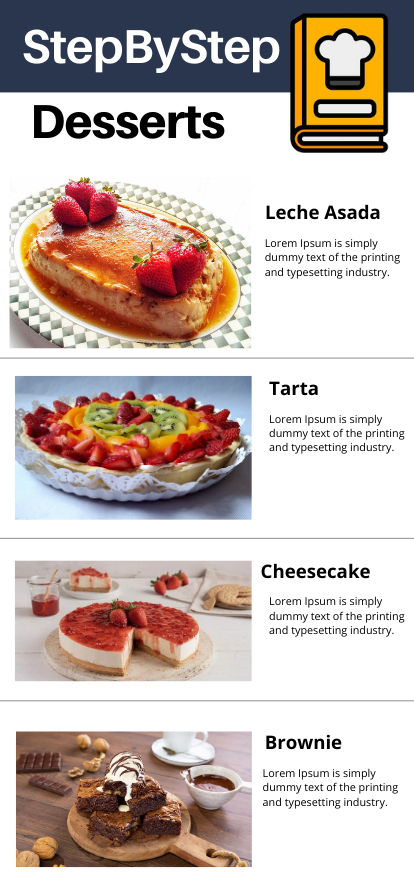 StepByStep
Desserts
Leche Asada
Lorem Ipsum is simply
dummy text of the printing
and typesetting industry.
Tarta
Lorem Ipsum is simply
dummy text of the printing
and typesetting industry.
Cheesecake
Lorem Ipsum is simply
dummy text of the printing
and typesetting industry.
Brownie
Lorem Ipsum is simply
dummy text of the printing
and typesetting industry.